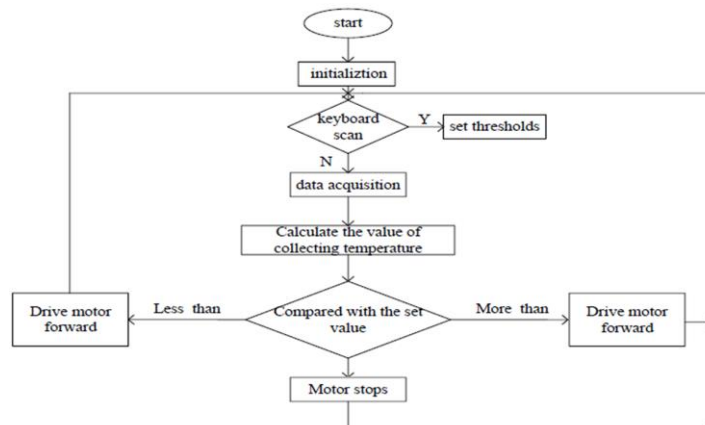 start
initializtion
keyboard
scan
Y
set thresholds
N
data acquisition
Calculate the value of
collecting temperature
Drive motor
forward
Less than
Compared with the set
value
More than
Drive motor
forward
Motor stops